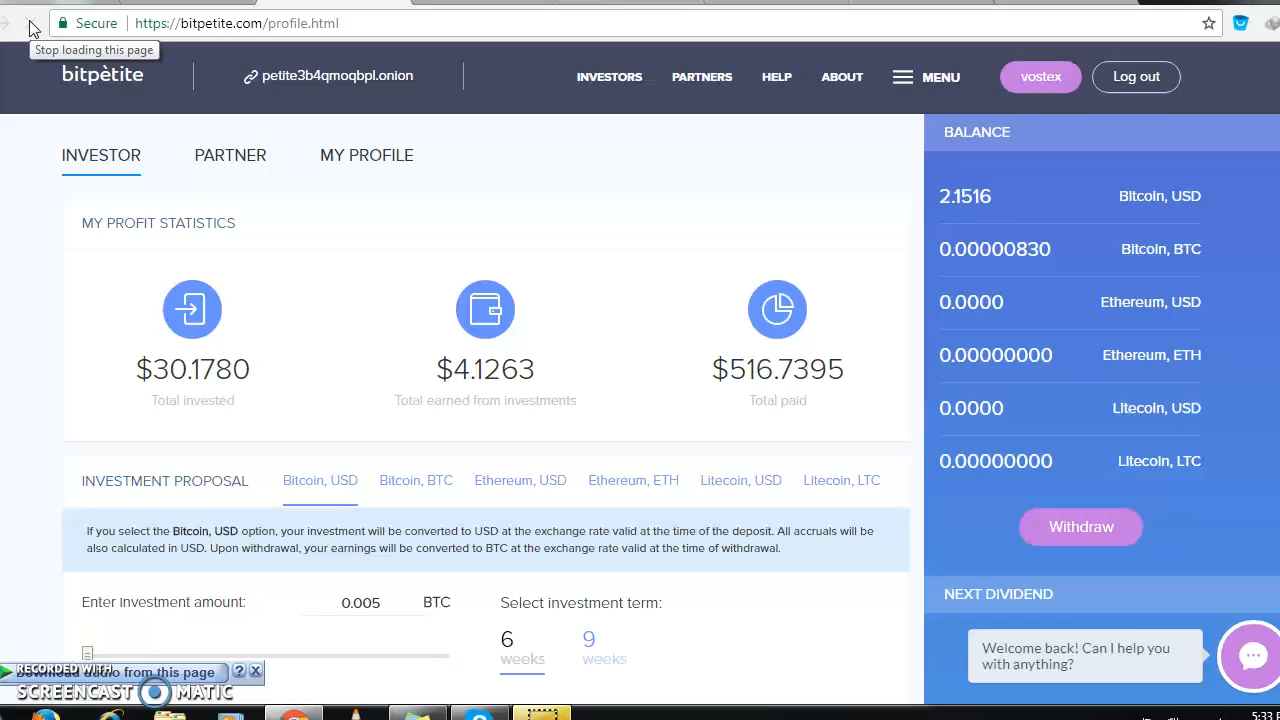 Secure https://bitpetite.com/profile.html
Stop loading this page
bitpètite petite3b4qmoqbpl.onion INVESTORS PARTNERS HELP ABOUT MENU vostex Log out
INVESTOR PARTNER MY PROFILE
MY PROFIT STATISTICS
$30.1780 $4.1263 $516.7395
Total invested Total earned from investments Total paid
INVESTMENT PROPOSAL Bitcoin, USD Bitcoin, BTC Ethereum, USD Ethereum, ETH Litecoin, USD Litecoin, LTC
If you select the Bitcoin, USD option, your investment will be converted to USD at the exchange rate valid at the time of the deposit. All accruals will be
also calculated in USD. Upon withdrawal, your earnings will be converted to BTC at the exchange rate valid at the time of withdrawal.
Enter investment amount: 0.005 BTC Select investment term:
6 9
weeks weeks
BALANCE
2.1516 Bitcoin, USD
0.00000830 Bitcoin, BTC
0.0000 Ethereum, USD
0.00000000 Ethereum, ETH
0.0000 Litecoin, USD
0.00000000 Litecoin, LTC
Withdraw
NEXT DIVIDEND
Welcome back! Can I help you
with anything?
RECORDED WITH
from this page ?
SCREENCAST MATIC
5:33